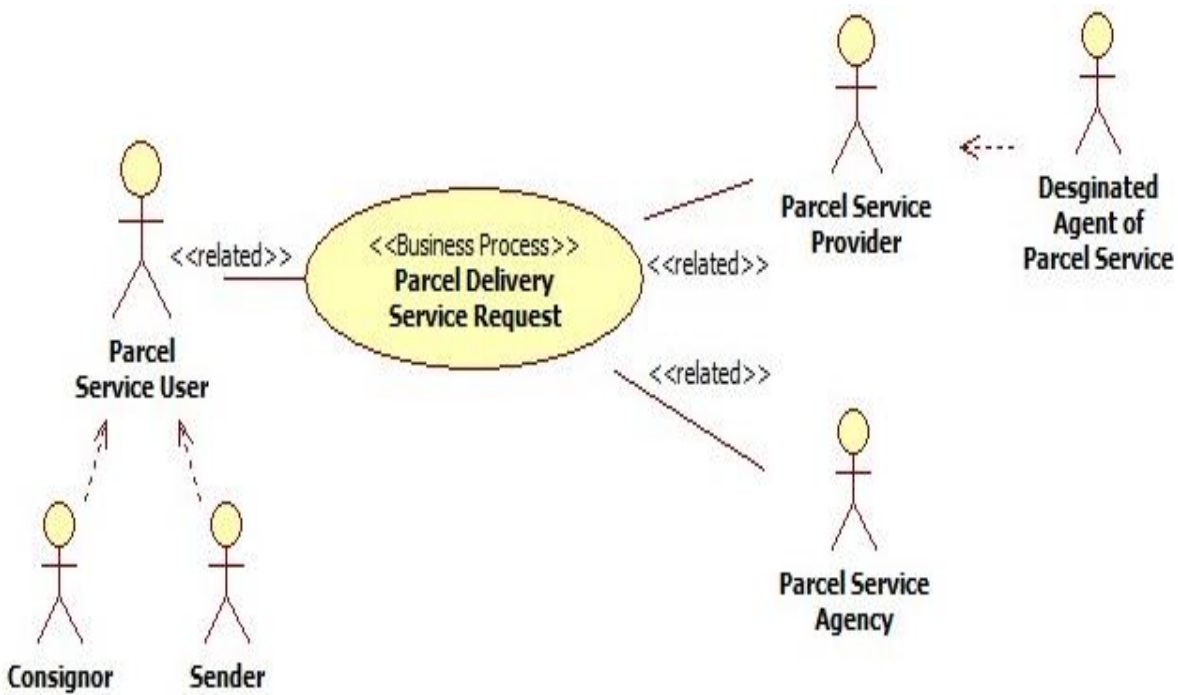 Parcel Service
Provider
Desginated
Agent of
Parcel Service
<<related>>
<<Business Process>>
Parcel Delivery
Service Request
<<related>>
Parcel
Service User
<<related>>
Parcel Service
Agency
Consignor
Sender